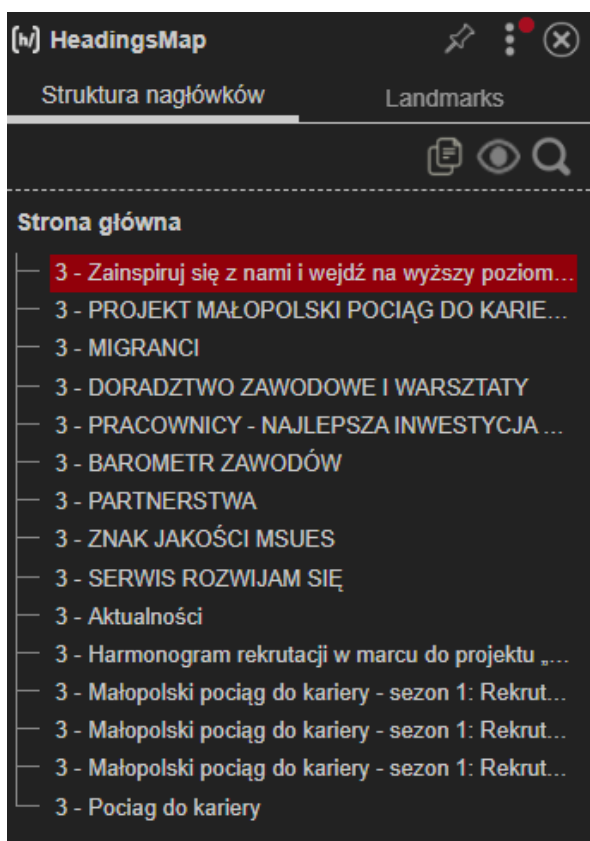 HeadingsMap
Struktura nagłówków
Landmarks
Strona główna
3 - Zainspiruj się z nami i wejdź na wyższy poziom...
3 - PROJEKT MAŁOPOLSKI POCIĄG DO KARIE...
3 - MIGRANCI
3 - DORADZTWO ZAWODOWE I WARSZTATY
3 - PRACOWNICY - NAJLEPSZA INWESTYCJA ...
3 - BAROMETR ZAWODÓW
3 - PARTNERSTWA
3 - ZNAK JAKOŚCI MSUES
3 - SERWIS ROZWIJAM SIĘ
3 - Aktualności
3 - Harmonogram rekrutacji w marcu do projektu „...
3 - Małopolski pociąg do kariery - sezon 1: Rekrut...
3 - Małopolski pociąg do kariery - sezon 1: Rekrut...
3 - Małopolski pociąg do kariery - sezon 1: Rekrut...
3 - Pociag do kariery